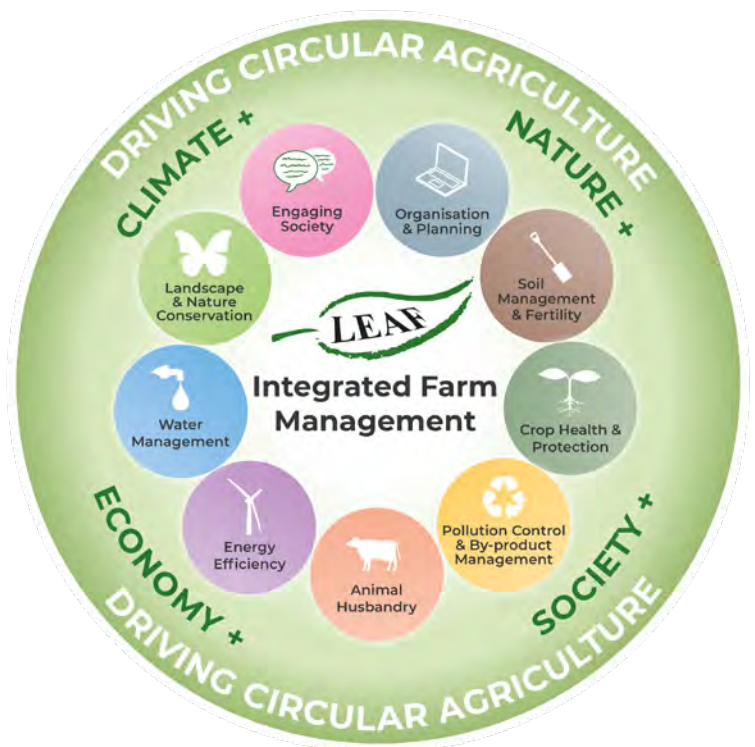 DRIVING CIRCULAR AGRICULTURE
CLIMATE +
NATURE +
Engaging
Society
Organisation
& Planning
Landscape
& Nature
Conservation
Soil
Management
& Fertility
LEAF
Integrated Farm
Management
Water
Management
Crop Health &
Protection
Energy
Efficiency
Pollution Control
& By-product
Management
Animal
Husbandry
ECONOMY +
SOCIETY +
DRIVING CIRCULAR AGRICULTURE